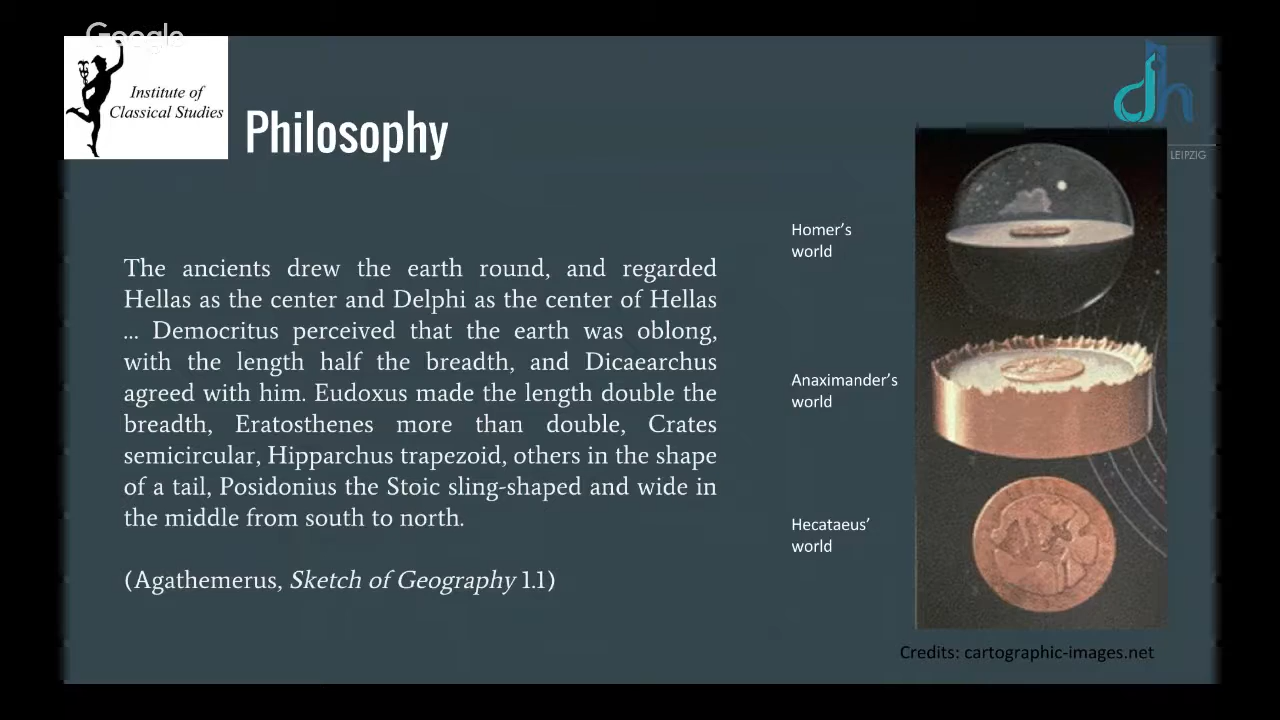 Google
Institute of
Classical Studies
Philosophy
dh
LEIPZIG
The ancients drew the earth round, and regarded
Hellas as the center and Delphi as the center of Hellas
... Democritus perceived that the earth was oblong,
with the length half the breadth, and Dicaearchus
agreed with him. Eudoxus made the length double the
breadth, Eratosthenes more than double, Crates
semicircular, Hipparchus trapezoid, others in the shape
of a tail, Posidonius the Stoic sling-shaped and wide in
the middle from south to north.
(Agathemerus, Sketch of Geography 1.1)
Homer’s
world
Anaximander’s
world
Hecataeus’
world
Credits: cartographic-images.net